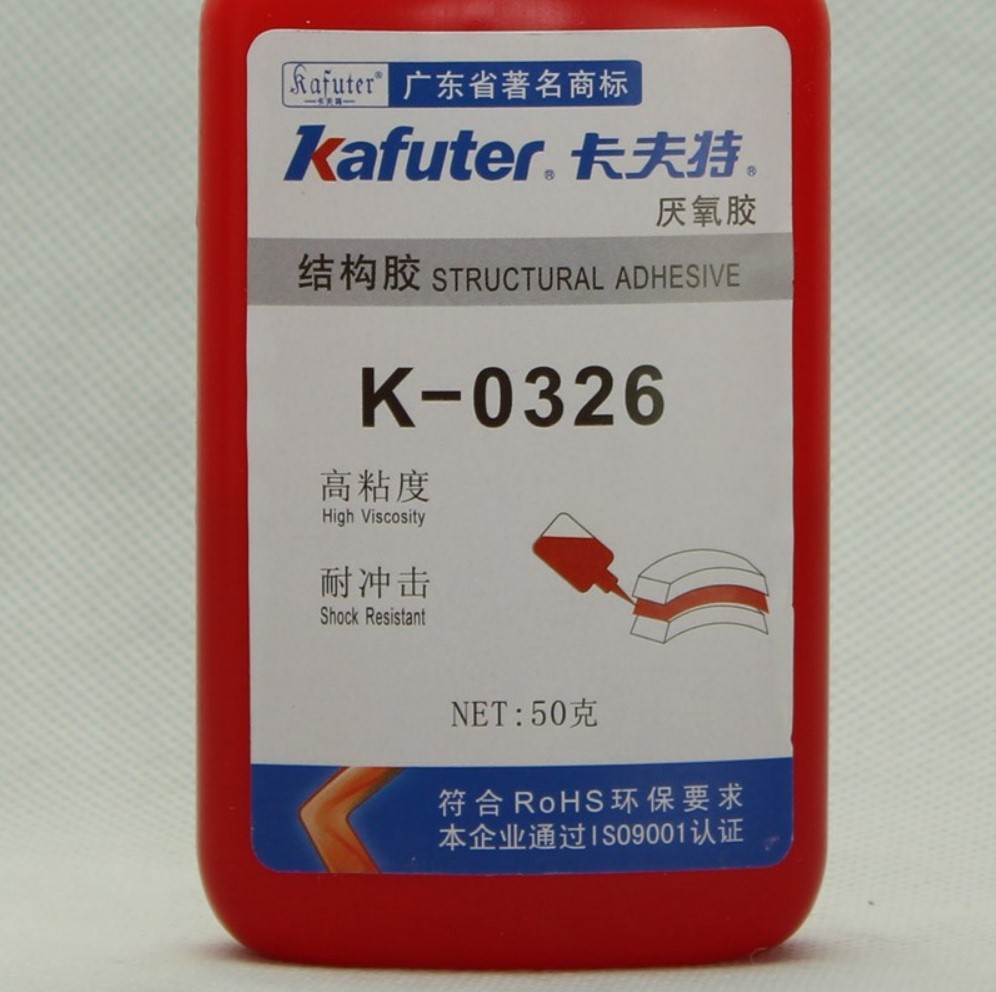 Kafuter® 广东省著名商标
卡夫特
Kafuter® 卡夫特®
厌氧胶
结构胶 STRUCTURAL ADHESIVE
K-0326
高粘度
High Viscosity
耐冲击
Shock Resistant
NET:50克
符合RoHS环保要求
本企业通过ISO9001认证